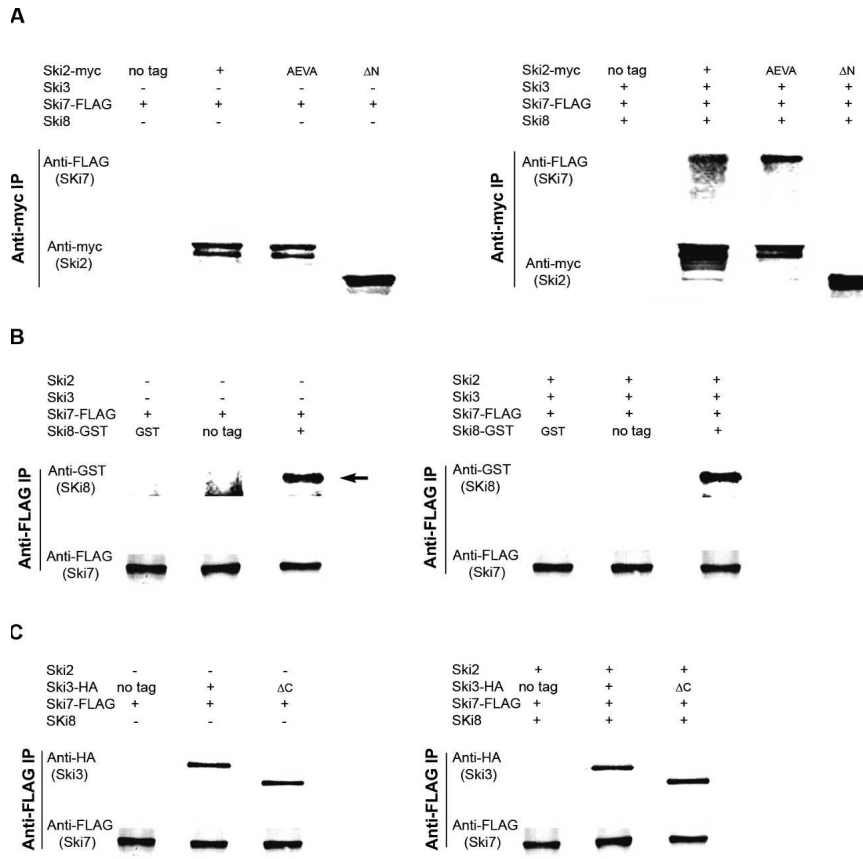 A
Ski2-myc no tag + AEVA ΔN
Ski3 - - - -
Ski7-FLAG + + + +
Ski8 - - - -
Anti-myc IP
Anti-FLAG
(SKi7)
Anti-myc
(Ski2)
Ski2-myc no tag + AEVA ΔN
Ski3 + + + +
Ski7-FLAG + + + +
Ski8 + + + +
Anti-myc IP
Anti-FLAG
(SKi7)
Anti-myc
(Ski2)
B
Ski2 - - -
Ski3 - - -
Ski7-FLAG + + +
Ski8-GST GST no tag +
Anti-FLAG IP
Anti-GST
(SKi8)
Anti-FLAG
(Ski7)
Ski2 + + +
Ski3 + + +
Ski7-FLAG + + +
Ski8-GST GST no tag +
Anti-FLAG IP
Anti-GST
(SKi8)
Anti-FLAG
(Ski7)
C
Ski2 - - -
Ski3-HA no tag + ΔC
Ski7-FLAG + + +
SKi8 - - -
Anti-FLAG IP
Anti-HA
(Ski3)
Anti-FLAG
(Ski7)
Ski2 + + +
Ski3-HA no tag + ΔC
Ski7-FLAG + + +
SKi8 + + +
Anti-FLAG IP
Anti-HA
(Ski3)
Anti-FLAG
(Ski7)